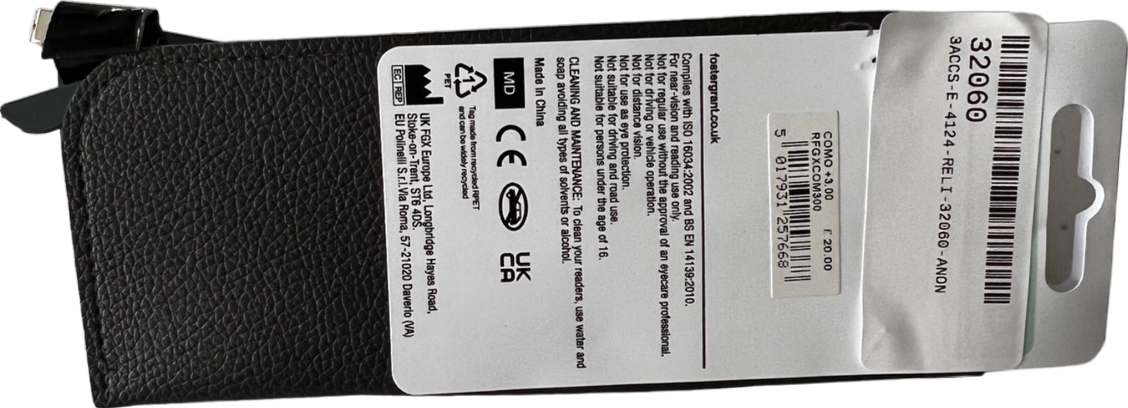 32060
3ACCS-E-4124-RELI-32060-ANON
COMO +3.00 £ 20.00
RFGXCOM300
5 017931 257668
fostergrant.co.uk
Complies with ISO 16034:2002 and BS EN 14139:2010.
For near-vision and reading use only.
Not for regular use without the approval of an eyecare professional.
Not for driving or vehicle operation.
Not for distance vision.
Not for use as eye protection.
Not suitable for driving and road use.
Not suitable for persons under the age of 16.
CLEANING AND MAINTENANCE: To clean your readers, use water and
soap avoiding all types of solvents or alcohol.
Made in China
MD CE UK
CA
1
PET
Tag made from recycled RPET
and can be widely recycled
UK FGX Europe Ltd, Longbridge Hayes Road,
Stoke-on-Trent, ST6 4DS.
EC REP EU Polinelli S.r.l. Via Roma, 57-21020 Daverio (VA)